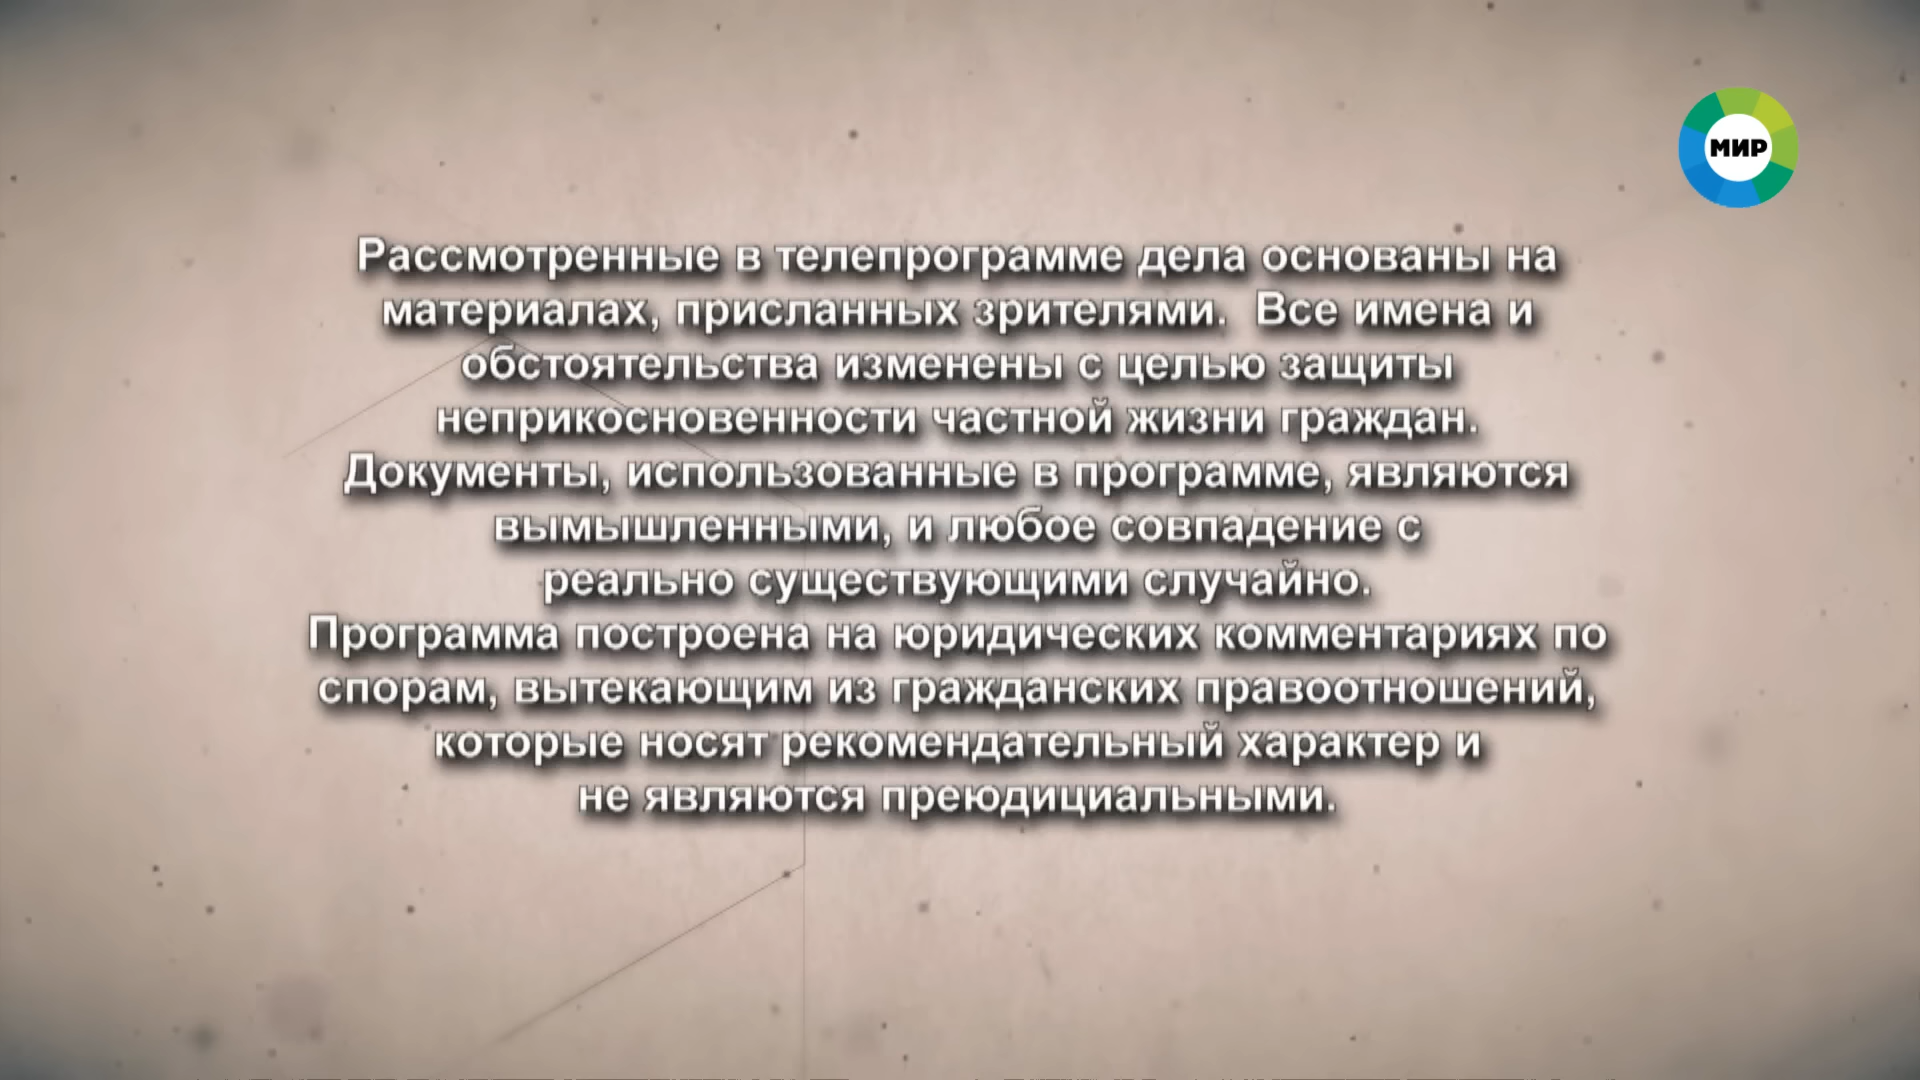 МИР
Рассмотренные в телепрограмме дела основаны на
материалах, присланных зрителями.  Все имена и
обстоятельства изменены с целью защиты
неприкосновенности частной жизни граждан.
Документы, использованные в программе, являются
вымышленными, и любое совпадение с
реально существующими случайно.
Программа построена на юридических комментариях по
спорам, вытекающим из гражданских правоотношений,
которые носят рекомендательный характер и
не являются преюдициальными.